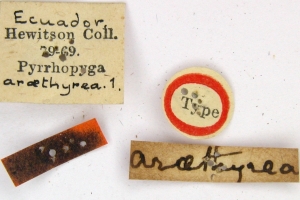 Ecuador
Hewitson Coll.
79-69.
Pyrrhopyga
aræthyrea. 1.
Type
aræthyrea